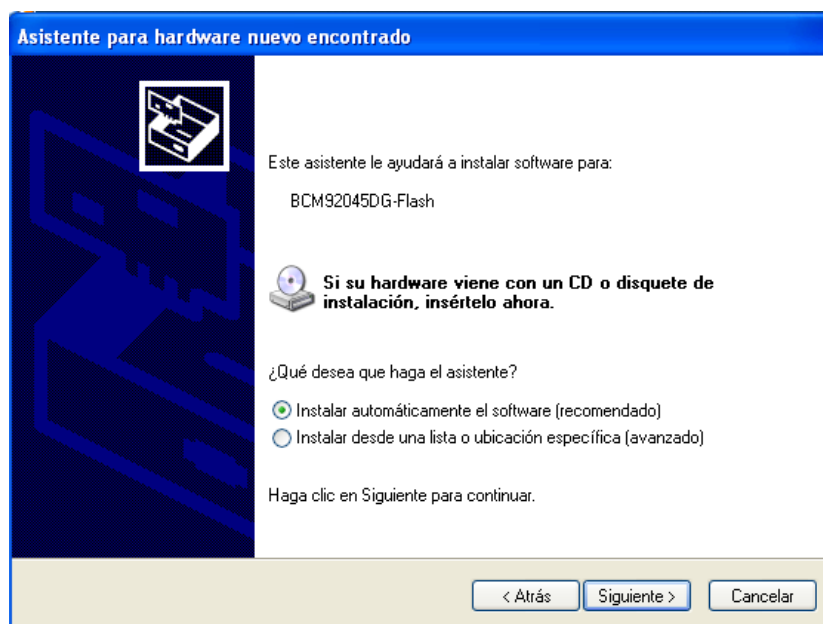 Asistente para hardware nuevo encontrado
Este asistente le ayudará a instalar software para:
BCM92045DG-Flash
Si su hardware viene con un CD o disquete de
instalación, insértelo ahora.
¿Qué desea que haga el asistente?
Instalar automáticamente el software (recomendado)
Instalar desde una lista o ubicación específica (avanzado)
Haga clic en Siguiente para continuar.
< Atrás
Siguiente >
Cancelar